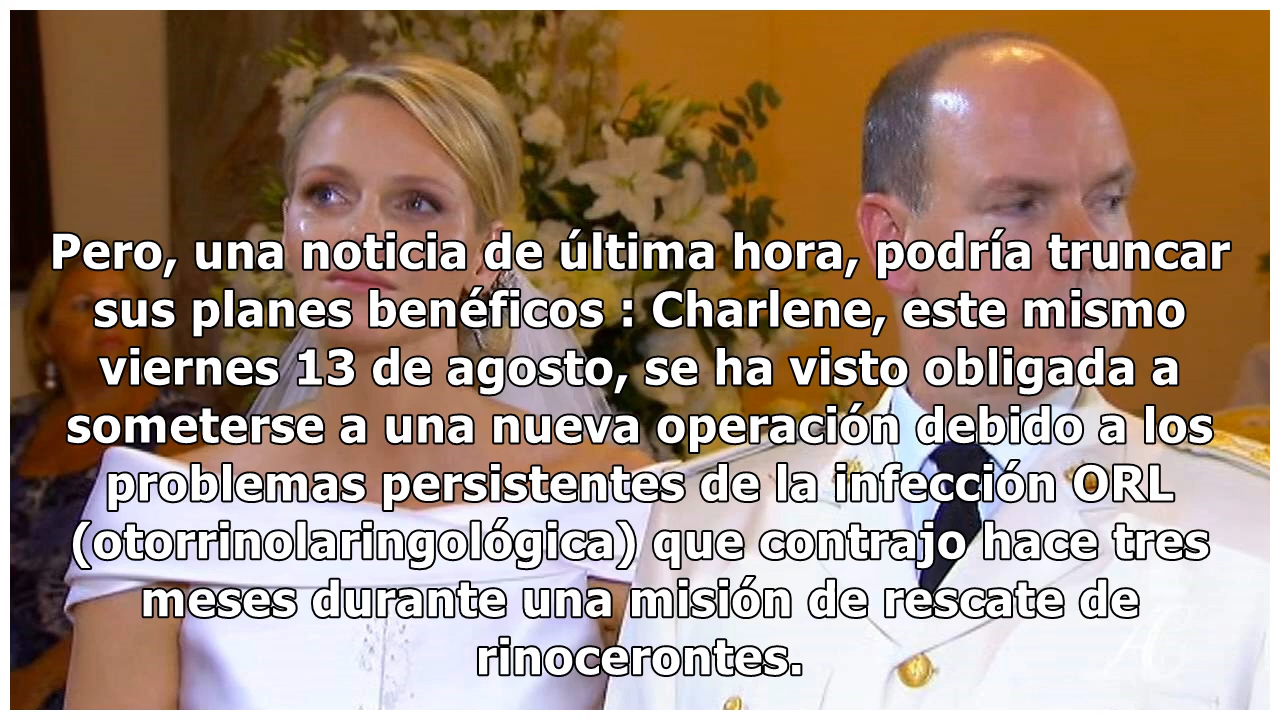 Pero, una noticia de última hora, podría truncar
sus planes benéficos : Charlene, este mismo
viernes 13 de agosto, se ha visto obligada a
someterse a una nueva operación debido a los
problemas persistentes de la infección ORL
(otorrinolaringológica) que contrajo hace tres
meses durante una misión de rescate de
rinocerontes.
AC